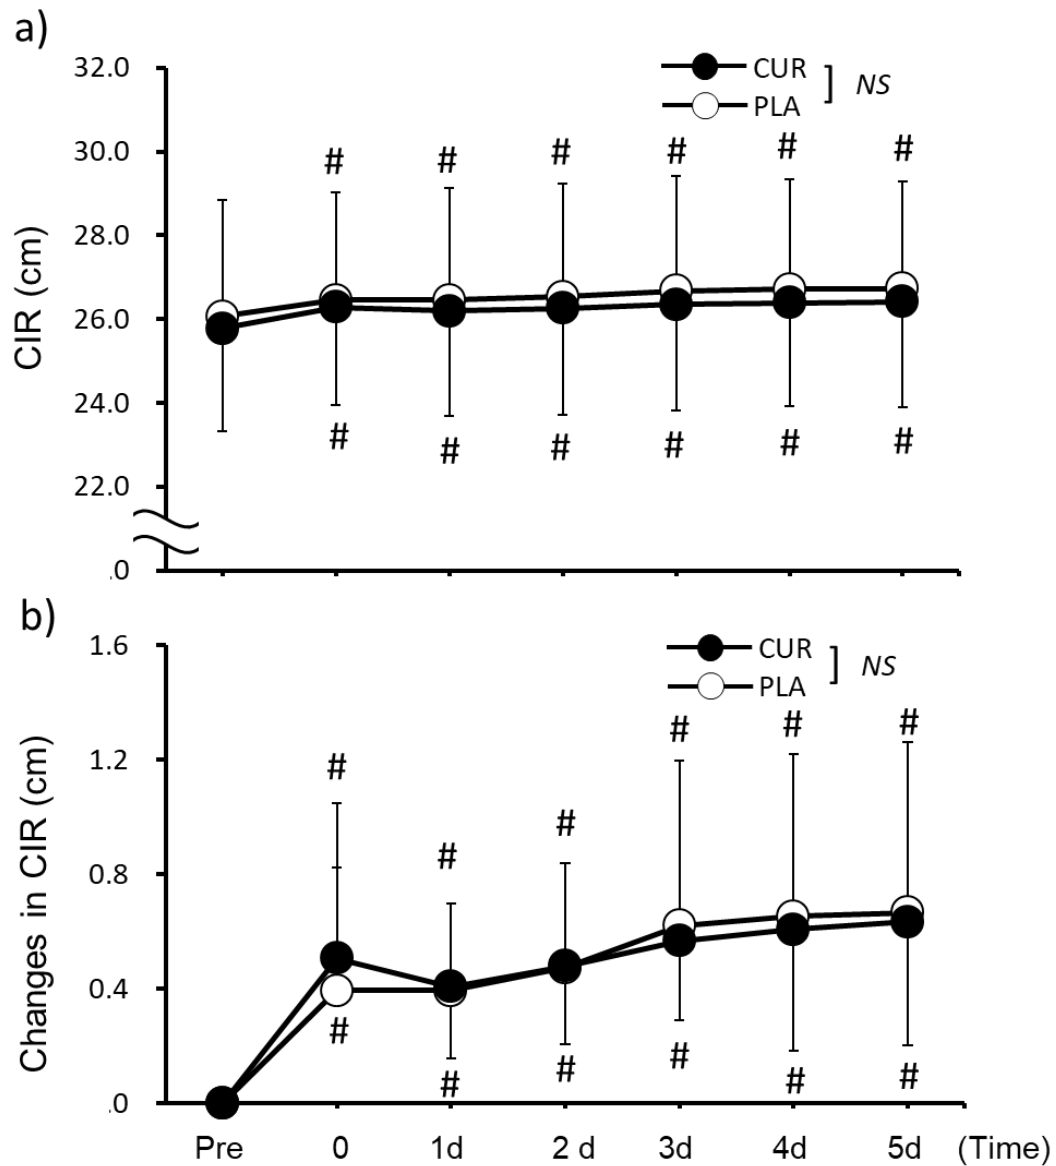 a)
32.0
CUR
] NS
PLA
30.0
# # # # # #
28.0
CIR (cm)
26.0
24.0
# # # # # #
22.0
.0
b)
1.6
CUR
] NS
PLA
# # #
1.2
#
#
#
0.8
Changes in CIR (cm)
0.4
#
# # # # #
.0
Pre 0 1d 2 d 3d 4d 5d (Time)